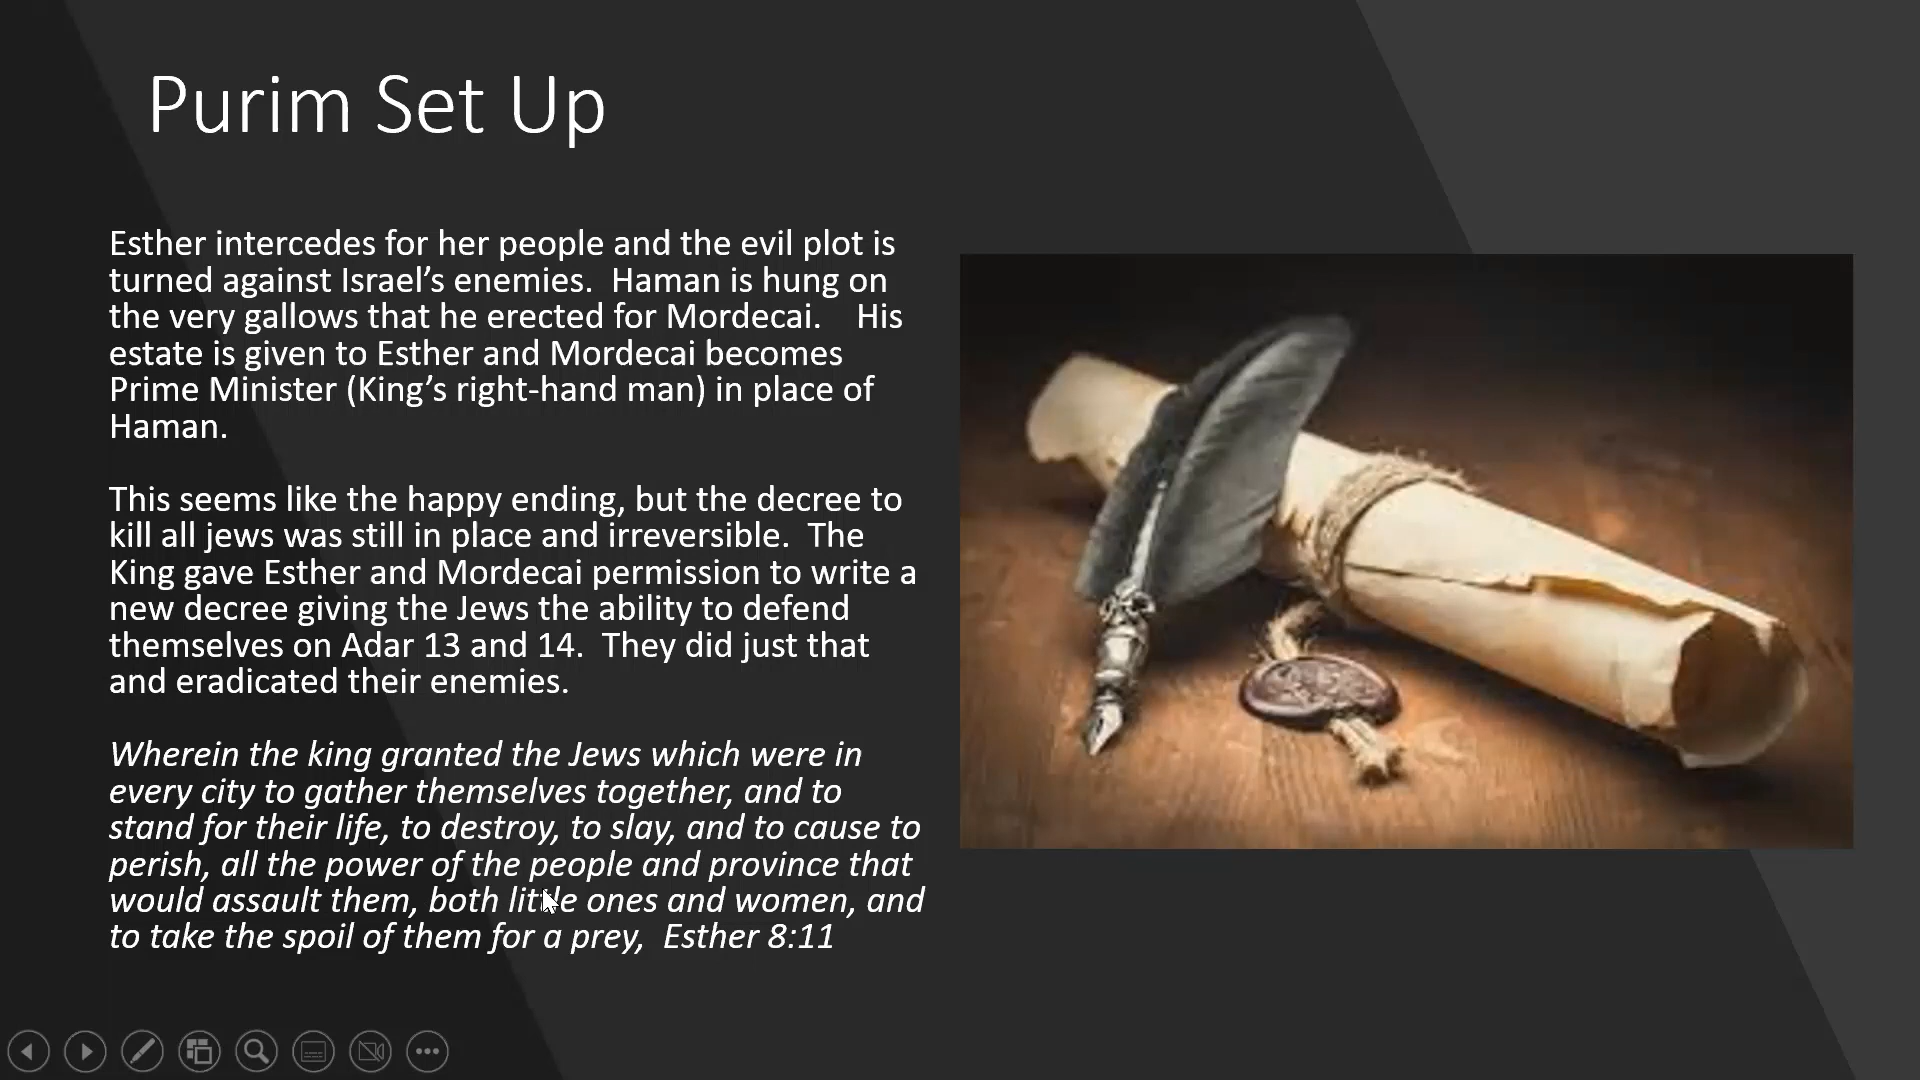 Purim Set Up
Esther intercedes for her people and the evil plot is
turned against Israel’s enemies.  Haman is hung on
the very gallows that he erected for Mordecai.    His
estate is given to Esther and Mordecai becomes
Prime Minister (King’s right-hand man) in place of
Haman.
This seems like the happy ending, but the decree to
kill all jews was still in place and irreversible.  The
King gave Esther and Mordecai permission to write a
new decree giving the Jews the ability to defend
themselves on Adar 13 and 14.  They did just that
and eradicated their enemies.
Wherein the king granted the Jews which were in
every city to gather themselves together, and to
stand for their life, to destroy, to slay, and to cause to
perish, all the power of the people and province that
would assault them, both little ones and women, and
to take the spoil of them for a prey,  Esther 8:11